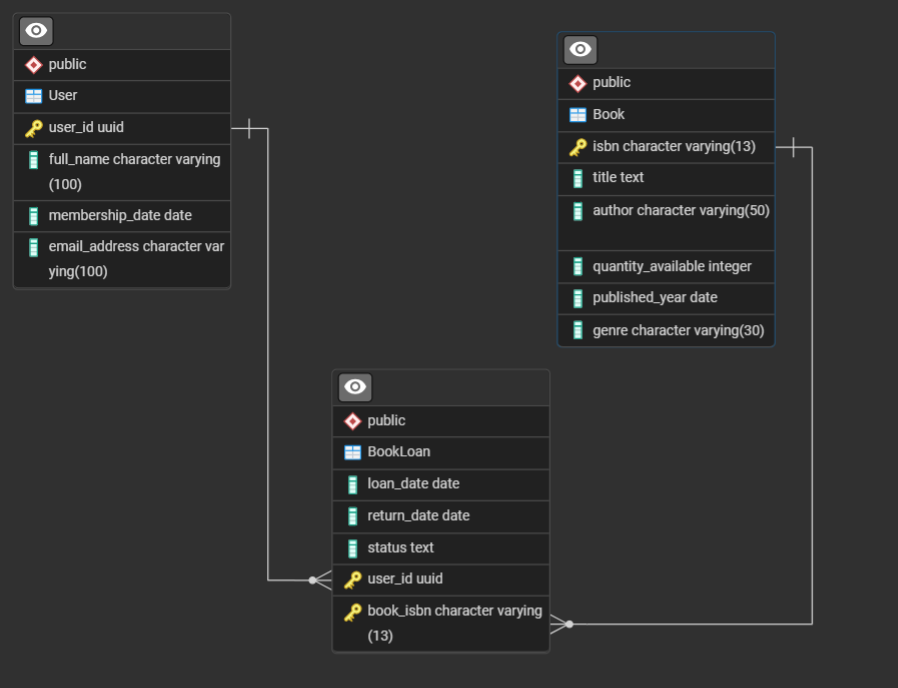 public
User
user_id uuid
full_name character varying
(100)
membership_date date
email_address character var
ying(100)
public
Book
isbn character varying(13)
title text
author character varying(50)
quantity_available integer
published_year date
genre character varying(30)
public
BookLoan
loan_date date
return_date date
status text
user_id uuid
book_isbn character varying
(13)